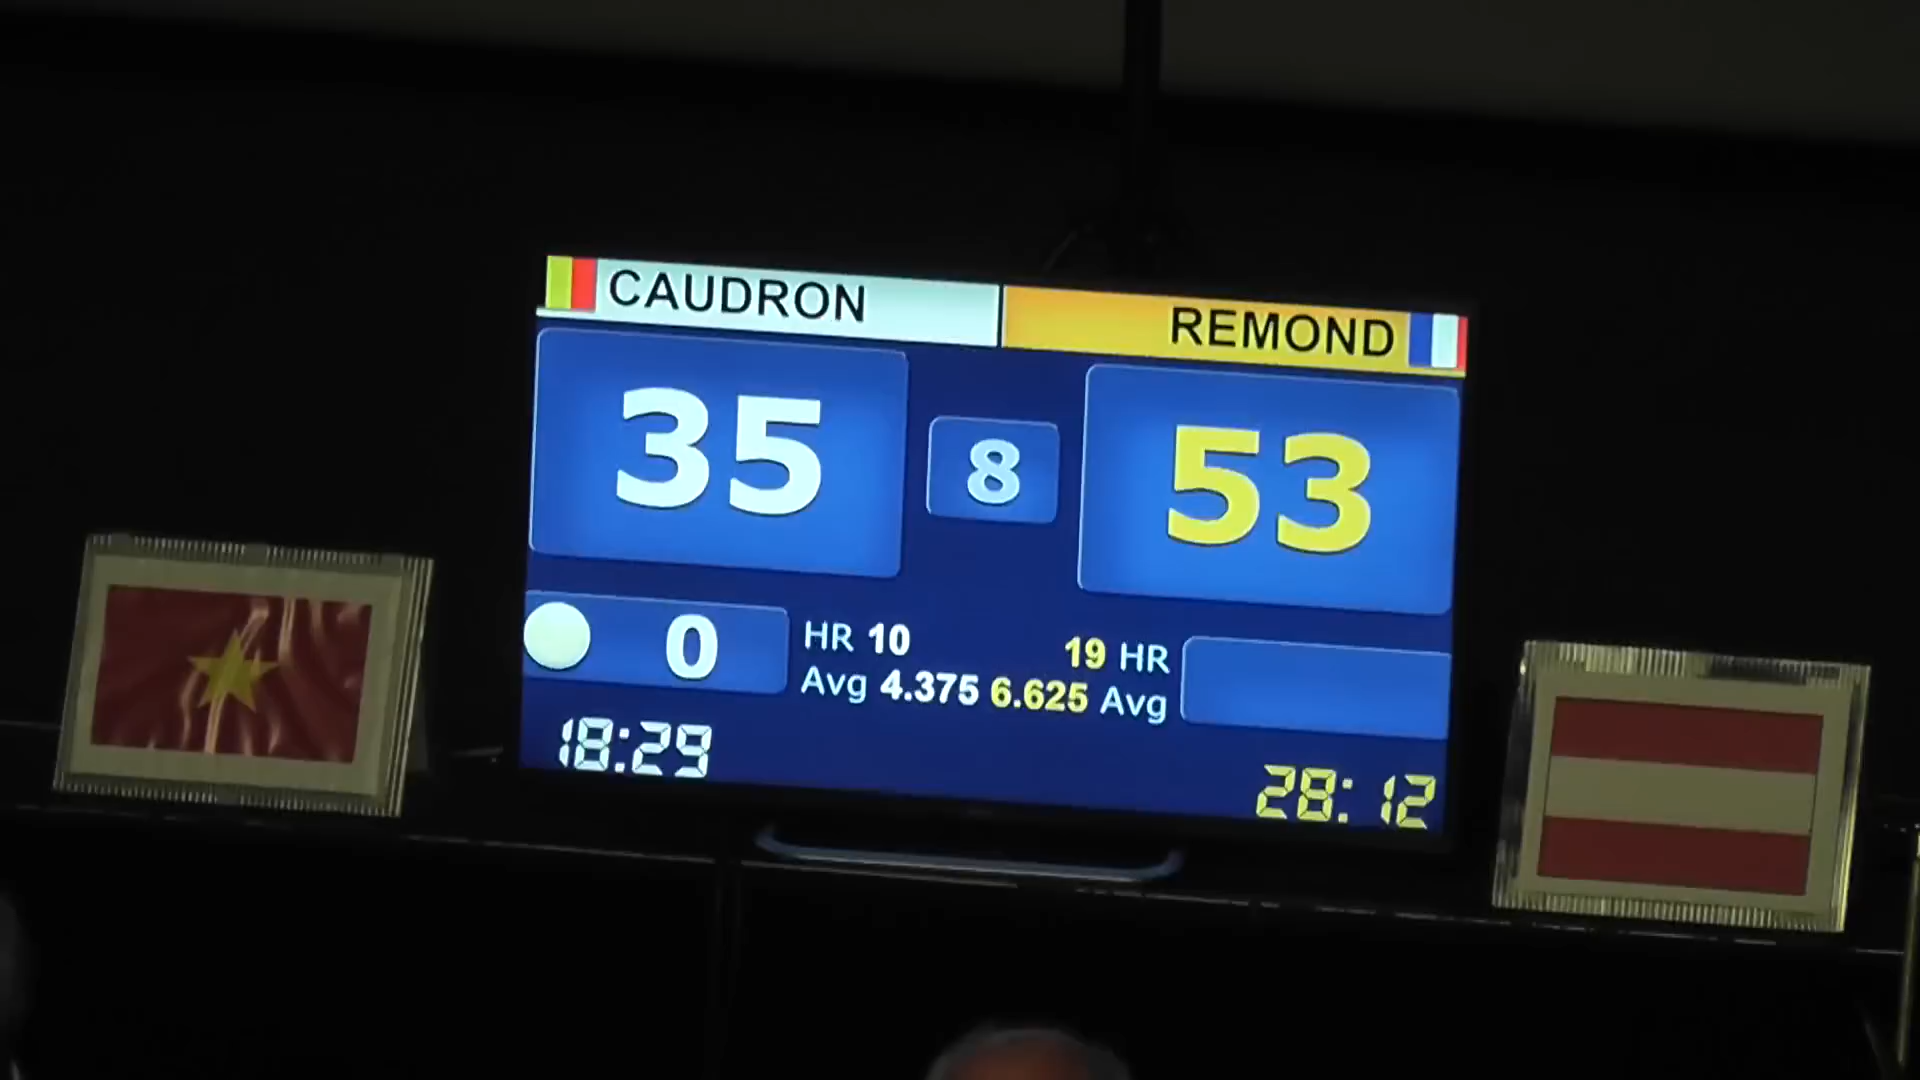 CAUDRON
REMOND
35
8
53
0
HR 10
19 HR
Avg 4.375 6.625 Avg
18:29
28:12